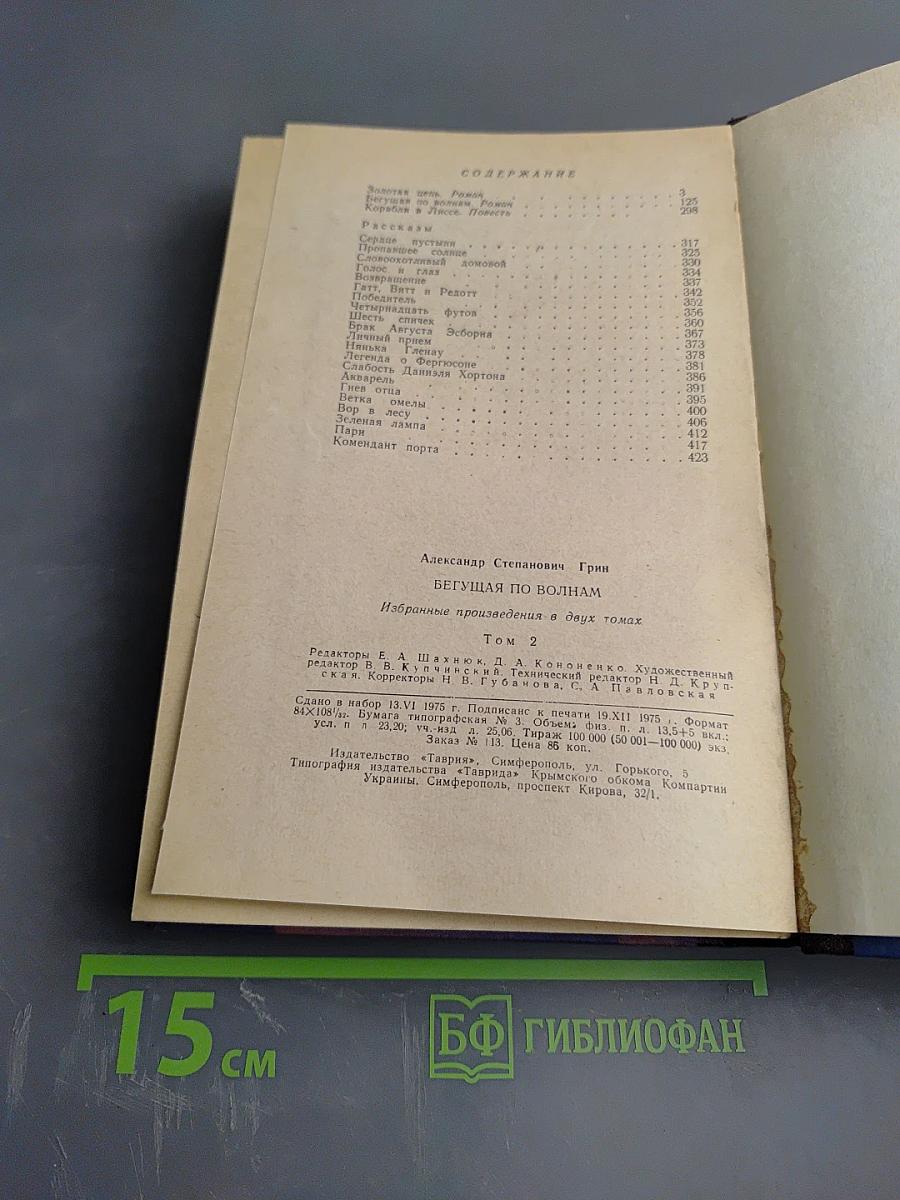 СОДЕРЖАНИЕ
Золотая цепь. Роман 3
Бегущая по волнам. Роман 125
Корабли в Лиссе. Повесть 298
Рассказы
Сердце пустыни 317
Пропавшее солнце 325
Словоохотливый домовой 330
Голос и глаз 334
Возвращение 337
Гатт, Витт и Редотт 342
Победитель 352
Четырнадцать футов 356
Шесть спичек 360
Брак Августа Эсборна 367
Личный прием 373
Нянька Гленау 378
Легенда о Фергюсоне 381
Слабость Даниэля Хортона 386
Акварель 391
Гнев отца 395
Ветка омелы 400
Вор в лесу 406
Зеленая лампа 412
Пари 417
Комендант порта 423
Александр Степанович Грин
БЕГУЩАЯ ПО ВОЛНАМ
Избранные произведения в двух томах
Том 2
Редакторы Е. А. Шахнюк, Д. А. Кононенко. Художественный
редактор В. В. Купчинский. Технический редактор Н. Д. Круп-
ская. Корректоры Н. В. Губанова, С. А. Павловская
Сдано в набор 13.VI 1975 г. Подписано к печати 19.XII 1975 г. Формат
84×108¹/₃₂. Бумага типографская № 3. Объем: физ. п. л. 13,5+5 вкл.;
усл. п л 23,20; уч.-изд л. 25,06. Тираж 100 000 (50 001—100 000) экз.
Заказ № 113. Цена 86 коп.
Издательство «Таврия», Симферополь, ул. Горького, 5
Типография издательства «Таврида» Крымского обкома Компартии
Украины. Симферополь, проспект Кирова, 32/1.
15 см
БФ ГИБЛИОФАН